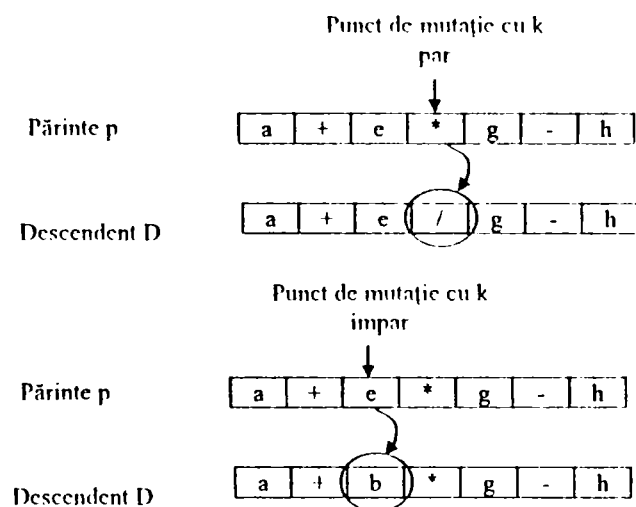 Punct de mutație cu k
par
Părinte p
a + e * g - h
Descendent D
a + e / g - h
Punct de mutație cu k
impar
Părinte p
a + e * g - h
Descendent D
a + b * g - h